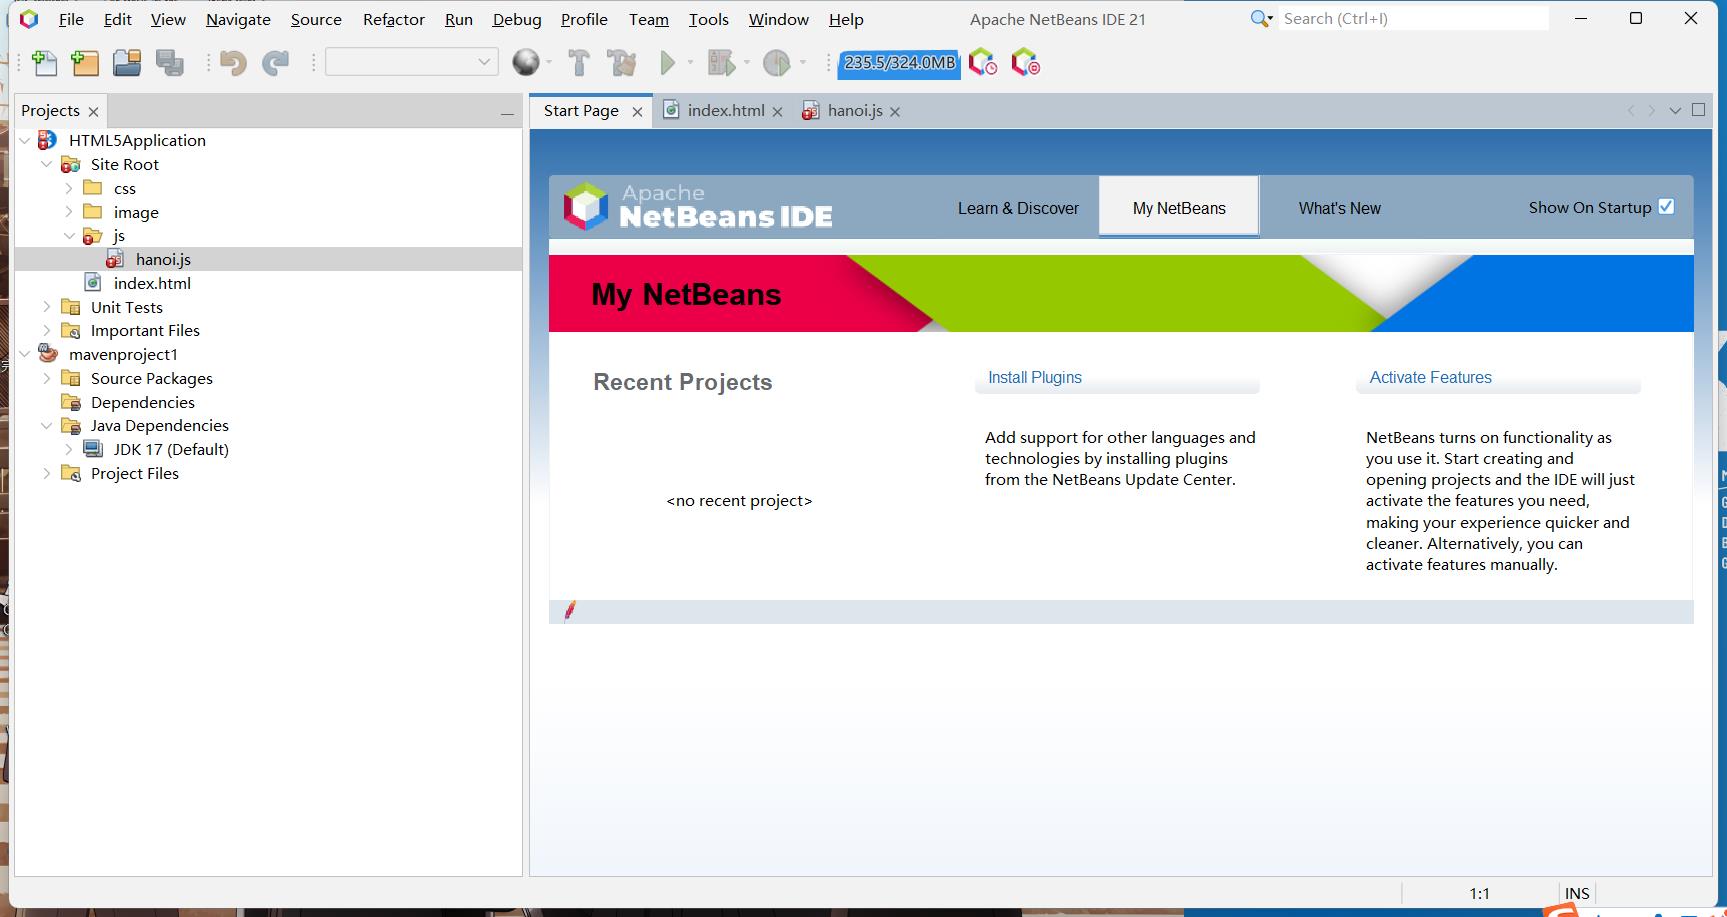 File Edit View Navigate Source Refactor Run Debug Profile Team Tools Window Help Apache NetBeans IDE 21 Search (Ctrl+I)
235.5/324.0MB
Projects
Start Page index.html hanoi.js
HTML5Application
Site Root
css
image
js
hanoi.js
index.html
Unit Tests
Important Files
mavenproject1
Source Packages
Dependencies
Java Dependencies
JDK 17 (Default)
Project Files
Apache
NetBeans IDE
Learn & Discover My NetBeans What's New Show On Startup
My NetBeans
Recent Projects
<no recent project>
Install Plugins
Add support for other languages and
technologies by installing plugins
from the NetBeans Update Center.
Activate Features
NetBeans turns on functionality as
you use it. Start creating and
opening projects and the IDE will just
activate the features you need,
making your experience quicker and
cleaner. Alternatively, you can
activate features manually.
1:1 INS